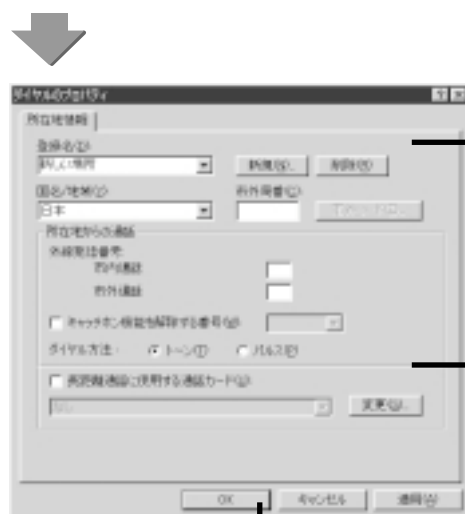 ダイヤルのプロパティ
所在地情報
登録名(D):
新しい場所
新規(N)...
削除(R)
国名/地域(Y)
市外局番(C):
日本
所在地からの通話
外線発信番号:
市内通話
市外通話
キャッチホン機能を解除する番号(W):
ダイヤル方法:
トーン(T)
パルス(P)
長距離通話に使用する通話カード(U):
なし
変更(G)...
OK
キャンセル
適用(A)